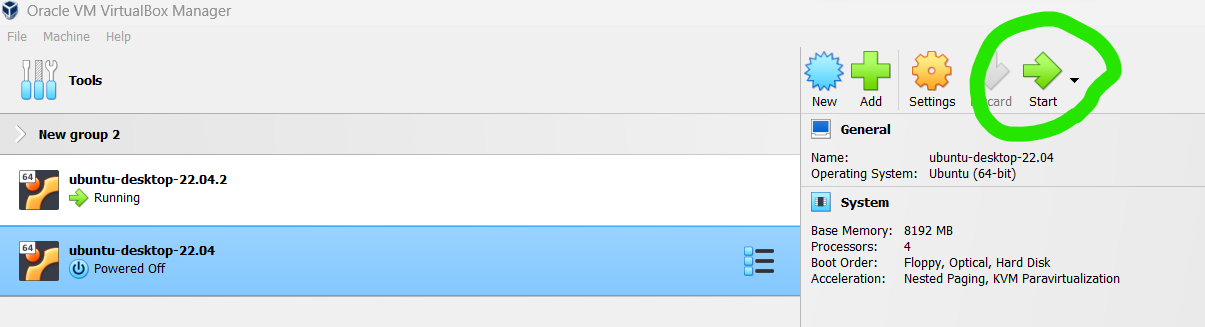 Oracle VM VirtualBox Manager
File Machine Help
Tools
New Add Settings Start
New group 2
64
ubuntu-desktop-22.04.2
Running
64
ubuntu-desktop-22.04
Powered Off
General
Name: ubuntu-desktop-22.04
Operating System: Ubuntu (64-bit)
System
Base Memory: 8192 MB
Processors: 4
Boot Order: Floppy, Optical, Hard Disk
Acceleration: Nested Paging, KVM Paravirtualization